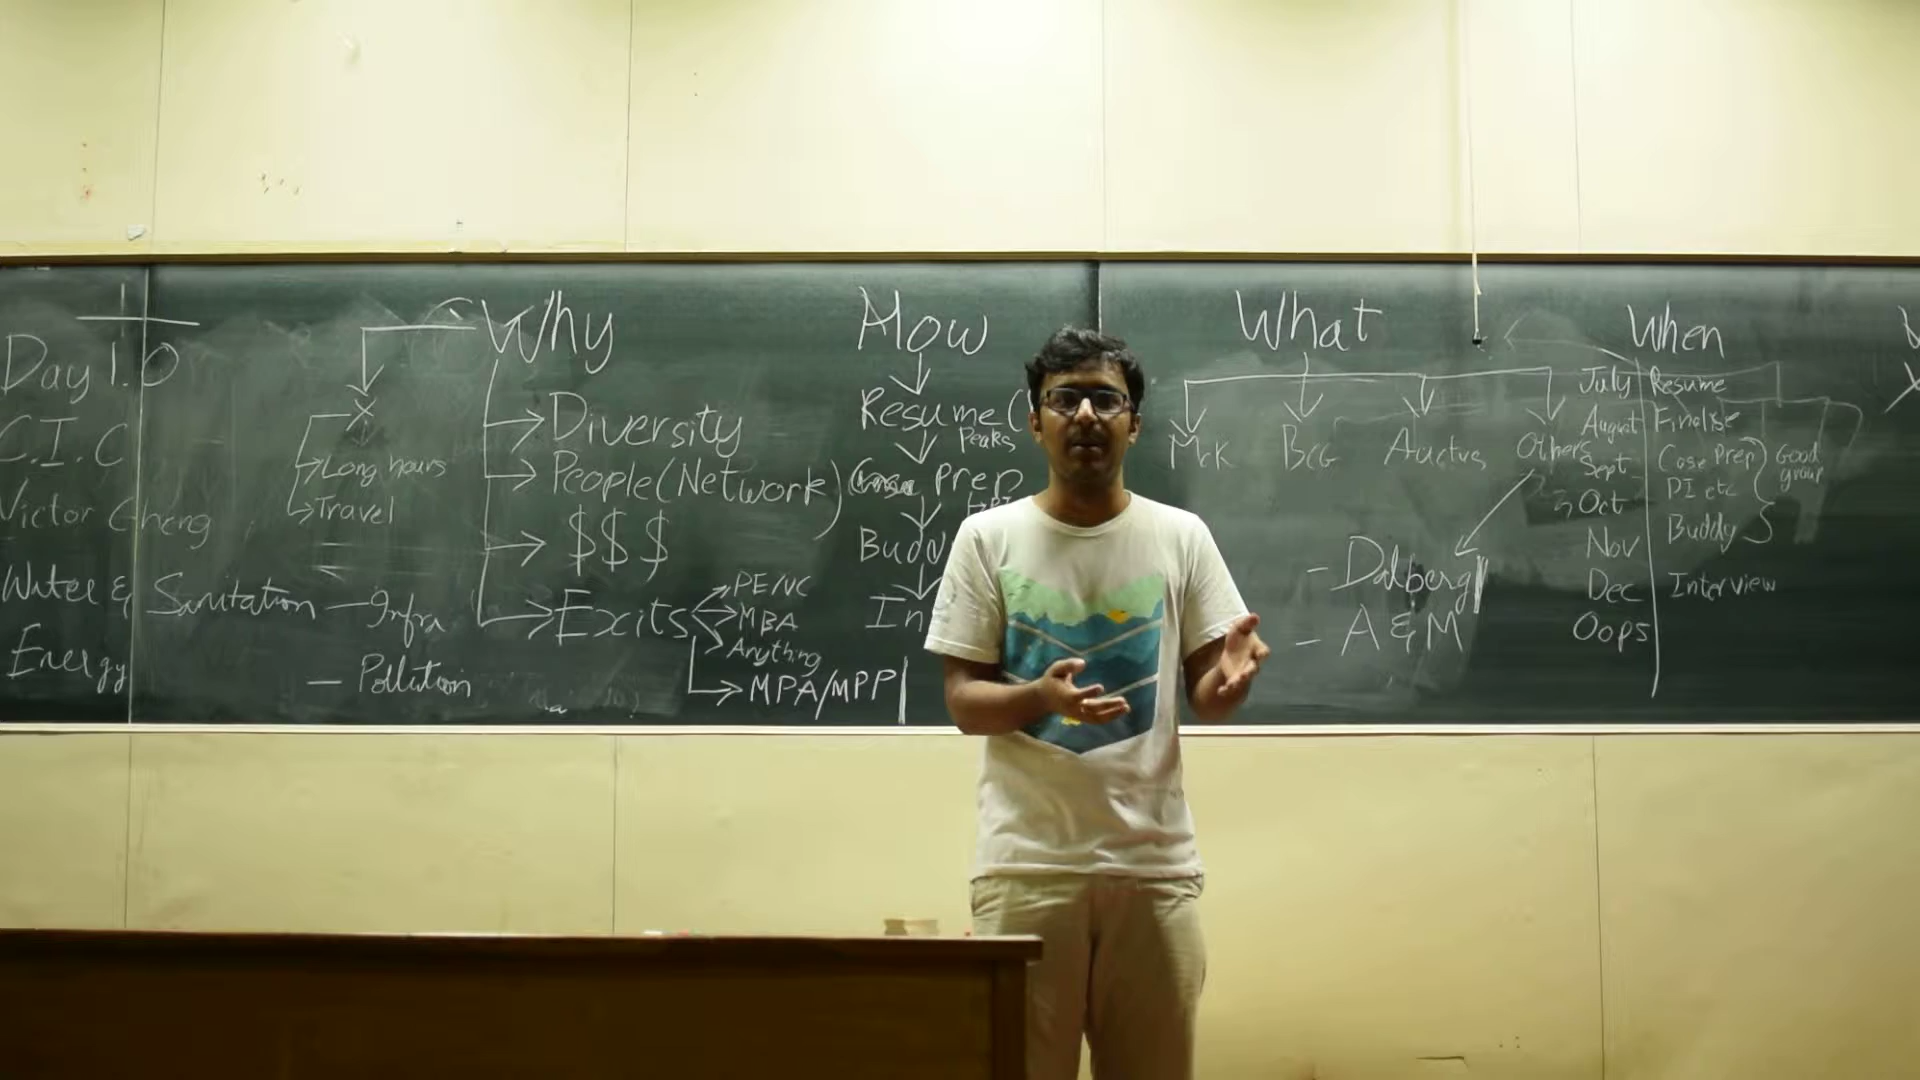 Day 1.0
C.I.C
Victor Cheng
Water & Sanitation — Infra
— Pollution
Energy
Why
X
Long hours
Travel
Diversity
People (Network)
$$$
Exits
PE/VC
MBA
Anything
MPA/MPP
How
Resume (
Peaks
Prep
What
McK
BCG
Auctus
Others
- Dalberg
- A&M
When
July Resume
August Finalise
Sept Case Prep
Good
group
Oct PI etc
Nov Buddy
Dec Interview
Oops